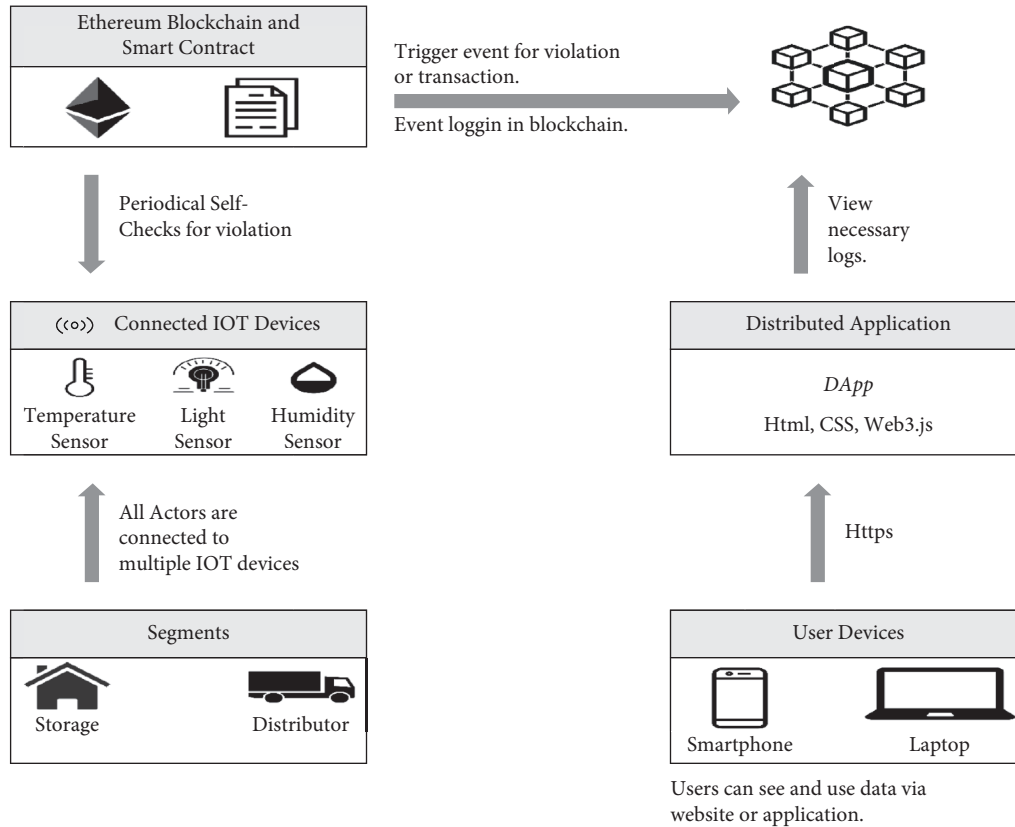 Ethereum Blockchain and
Smart Contract
Trigger event for violation
or transaction.
Event loggin in blockchain.
Periodical Self-
Checks for violation
View
necessary
logs.
Connected IOT Devices
Temperature
Sensor
Light
Sensor
Humidity
Sensor
Distributed Application
DApp
Html, CSS, Web3.js
All Actors are
connected to
multiple IOT devices
Https
Segments
Storage
Distributor
User Devices
Smartphone
Laptop
Users can see and use data via
website or application.